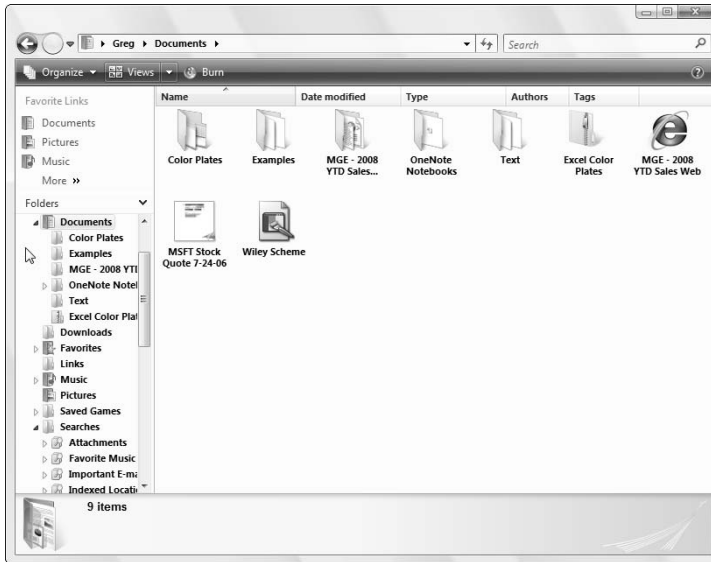 Greg Documents
Search
Organize Views Burn
Favorite Links
Documents
Pictures
Music
More »
Folders
Documents
Color Plates
Examples
MGE - 2008 YTI
OneNote Notel
Text
Excel Color Plat
Downloads
Favorites
Links
Music
Pictures
Saved Games
Searches
Attachments
Favorite Music
Important E-ma
Indexed Locati
Name Date modified Type Authors Tags
Color Plates
Examples
MGE - 2008
YTD Sales...
OneNote
Notebooks
Text
Excel Color
Plates
MGE - 2008
YTD Sales Web
MSFT Stock
Quote 7-24-06
Wiley Scheme
9 items